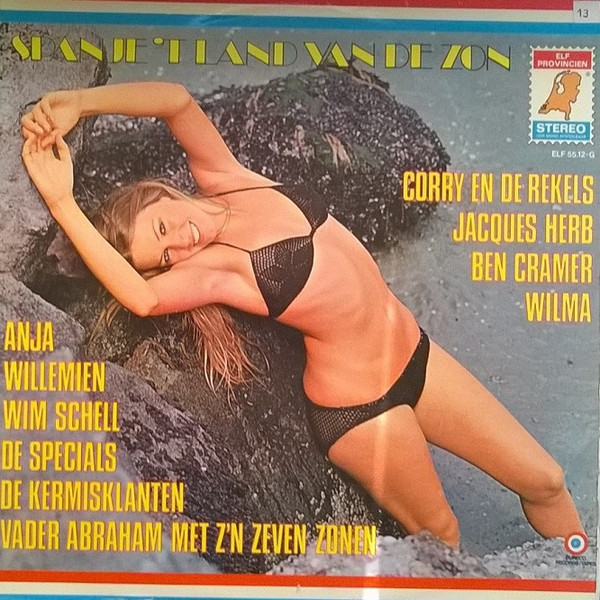 13
SPANJE 'T LAND VAN DE ZON
ELF
PROVINCIEN
STEREO
ELF 55.12-G
CORRY EN DE REKELS
JACQUES HERB
BEN CRAMER
WILMA
ANJA
WILLEMIEN
WIM SCHELL
DE SPECIALS
DE KERMISKLANTEN
VADER ABRAHAM MET Z'N ZEVEN ZONEN